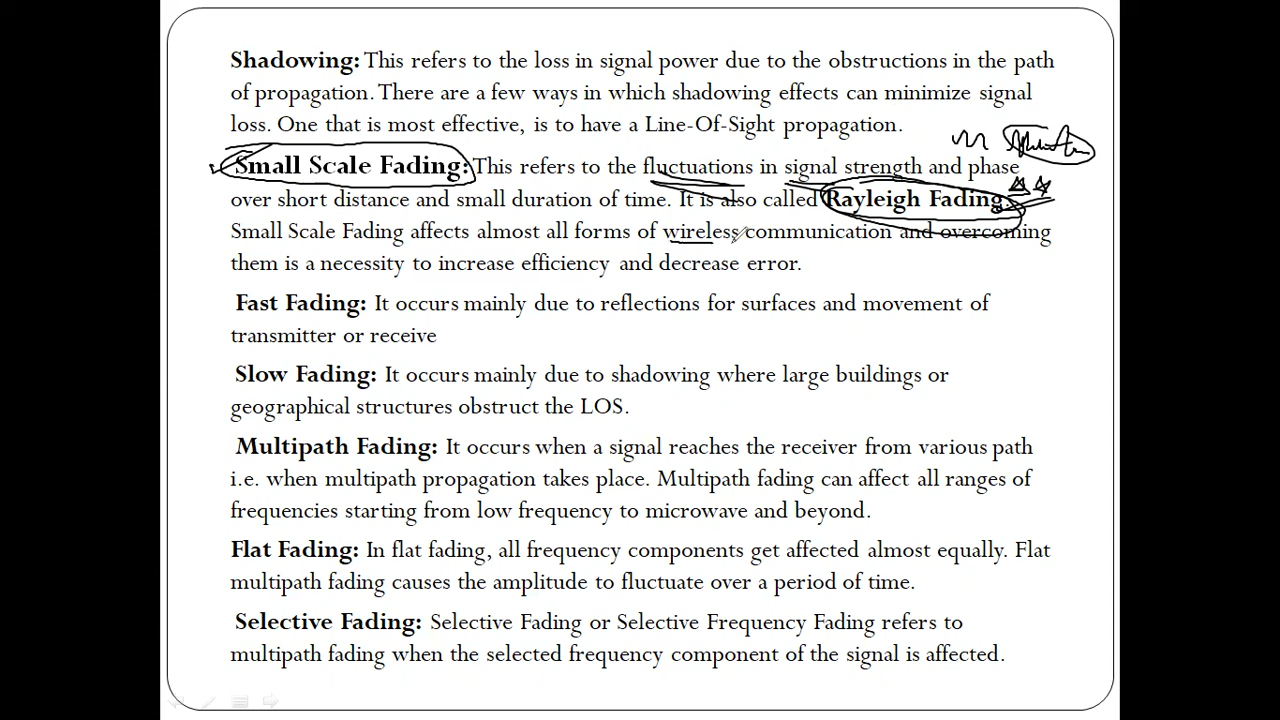 Shadowing: This refers to the loss in signal power due to the obstructions in the path
of propagation. There are a few ways in which shadowing effects can minimize signal
loss. One that is most effective, is to have a Line-Of-Sight propagation.
Small Scale Fading: This refers to the fluctuations in signal strength and phase
over short distance and small duration of time. It is also called Rayleigh Fading.
Small Scale Fading affects almost all forms of wireless communication and overcoming
them is a necessity to increase efficiency and decrease error.
Fast Fading: It occurs mainly due to reflections for surfaces and movement of
transmitter or receive
Slow Fading: It occurs mainly due to shadowing where large buildings or
geographical structures obstruct the LOS.
Multipath Fading: It occurs when a signal reaches the receiver from various path
i.e. when multipath propagation takes place. Multipath fading can affect all ranges of
frequencies starting from low frequency to microwave and beyond.
Flat Fading: In flat fading, all frequency components get affected almost equally. Flat
multipath fading causes the amplitude to fluctuate over a period of time.
Selective Fading: Selective Fading or Selective Frequency Fading refers to
multipath fading when the selected frequency component of the signal is affected.